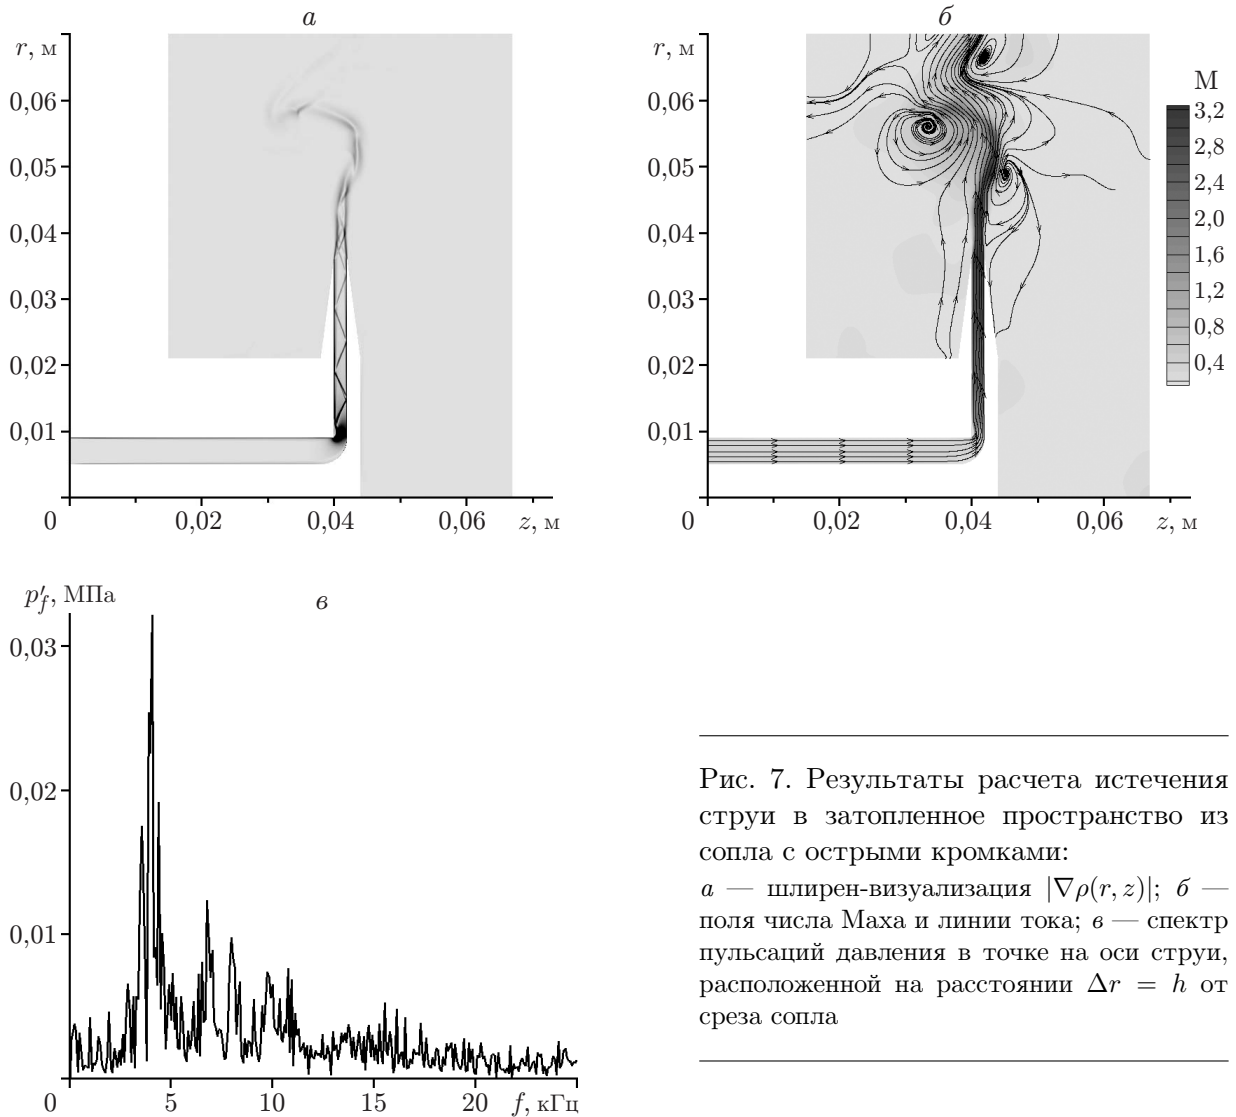 а
б
r, м
0,06
0,05
0,04
0,03
0,02
0,01
0
0,02
0,04
0,06
z, м
r, м
0,06
0,05
0,04
0,03
0,02
0,01
0
0,02
0,04
0,06
z, м
M
3,2
2,8
2,4
2,0
1,6
1,2
0,8
0,4
p′f, МПа
в
0,03
0,02
0,01
0
5
10
15
20
f, кГц
Рис. 7. Результаты расчета истечения
струи в затопленное пространство из
сопла с острыми кромками:
а — шлирен-визуализация |∇ρ(r, z)|; б —
поля числа Маха и линии тока; в — спектр
пульсаций давления в точке на оси струи,
расположенной на расстоянии Δr = h от
среза сопла